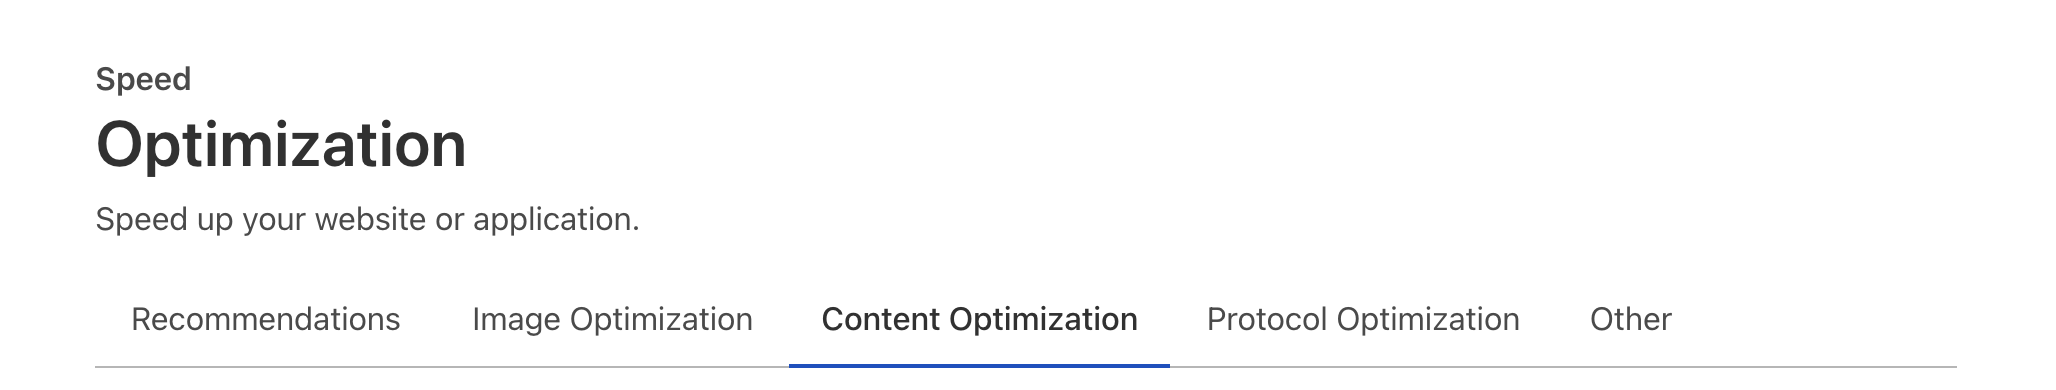 Speed
Optimization
Speed up your website or application.
Recommendations Image Optimization Content Optimization Protocol Optimization Other